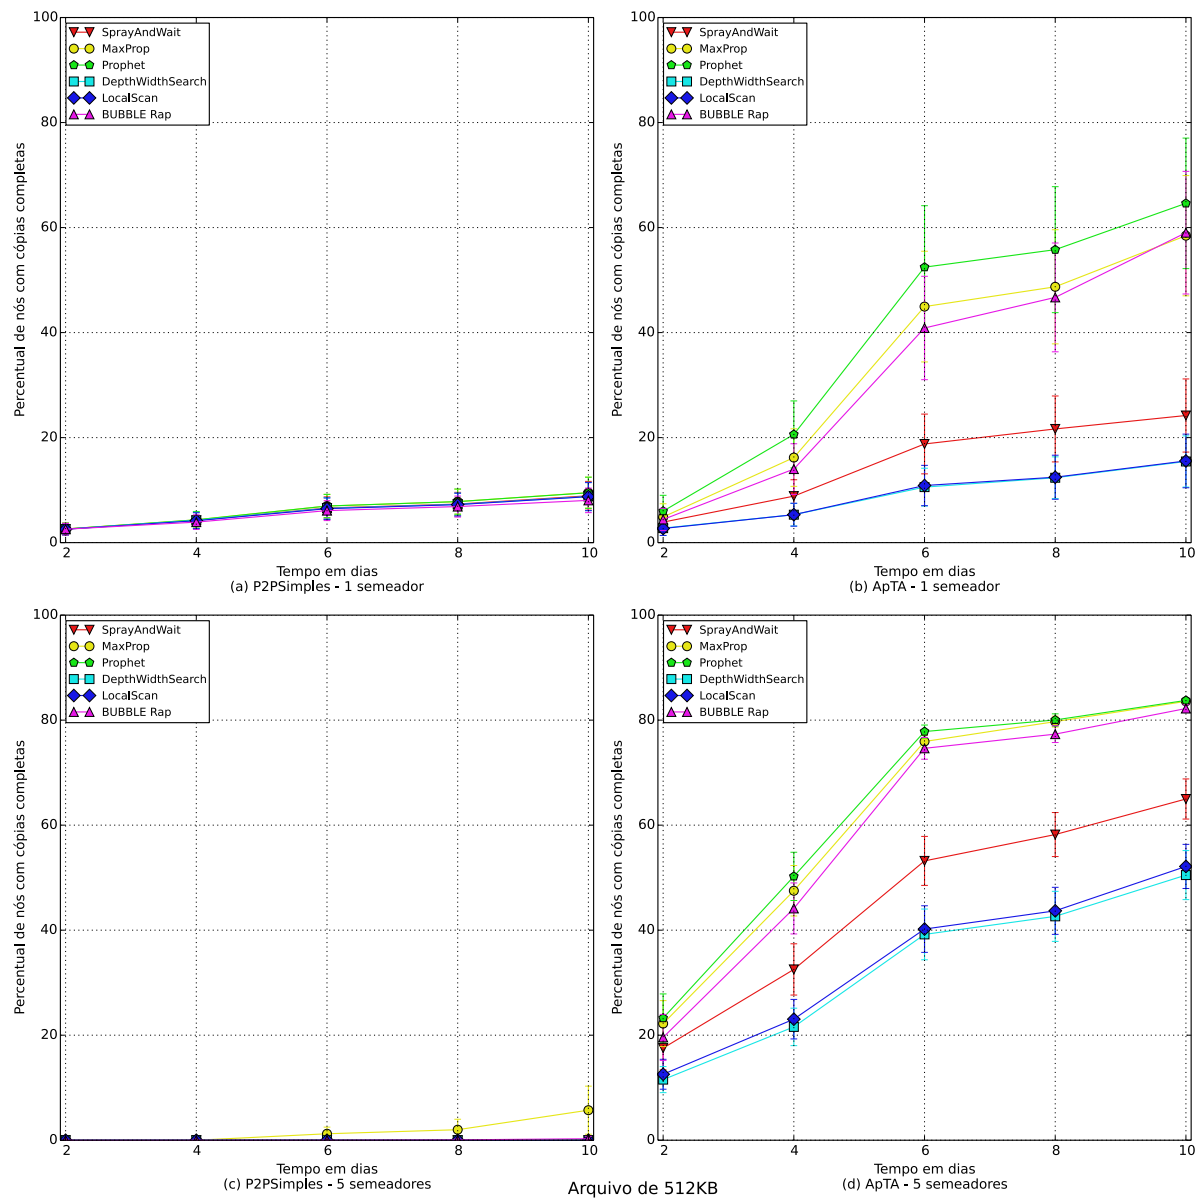 100
80
60
40
20
0
Percentual de nós com cópias completas
SprayAndWait
MaxProp
Prophet
DepthWidthSearch
LocalScan
BUBBLE Rap
2 4 6 8 10
Tempo em dias
(a) P2PSimples - 1 semeador
100
80
60
40
20
0
Percentual de nós com cópias completas
SprayAndWait
MaxProp
Prophet
DepthWidthSearch
LocalScan
BUBBLE Rap
2 4 6 8 10
Tempo em dias
(b) ApTA - 1 semeador
100
80
60
40
20
0
Percentual de nós com cópias completas
SprayAndWait
MaxProp
Prophet
DepthWidthSearch
LocalScan
BUBBLE Rap
2 4 6 8 10
Tempo em dias
(c) P2PSimples - 5 semeadores
100
80
60
40
20
0
Percentual de nós com cópias completas
SprayAndWait
MaxProp
Prophet
DepthWidthSearch
LocalScan
BUBBLE Rap
2 4 6 8 10
Tempo em dias
(d) ApTA - 5 semeadores
Arquivo de 512KB